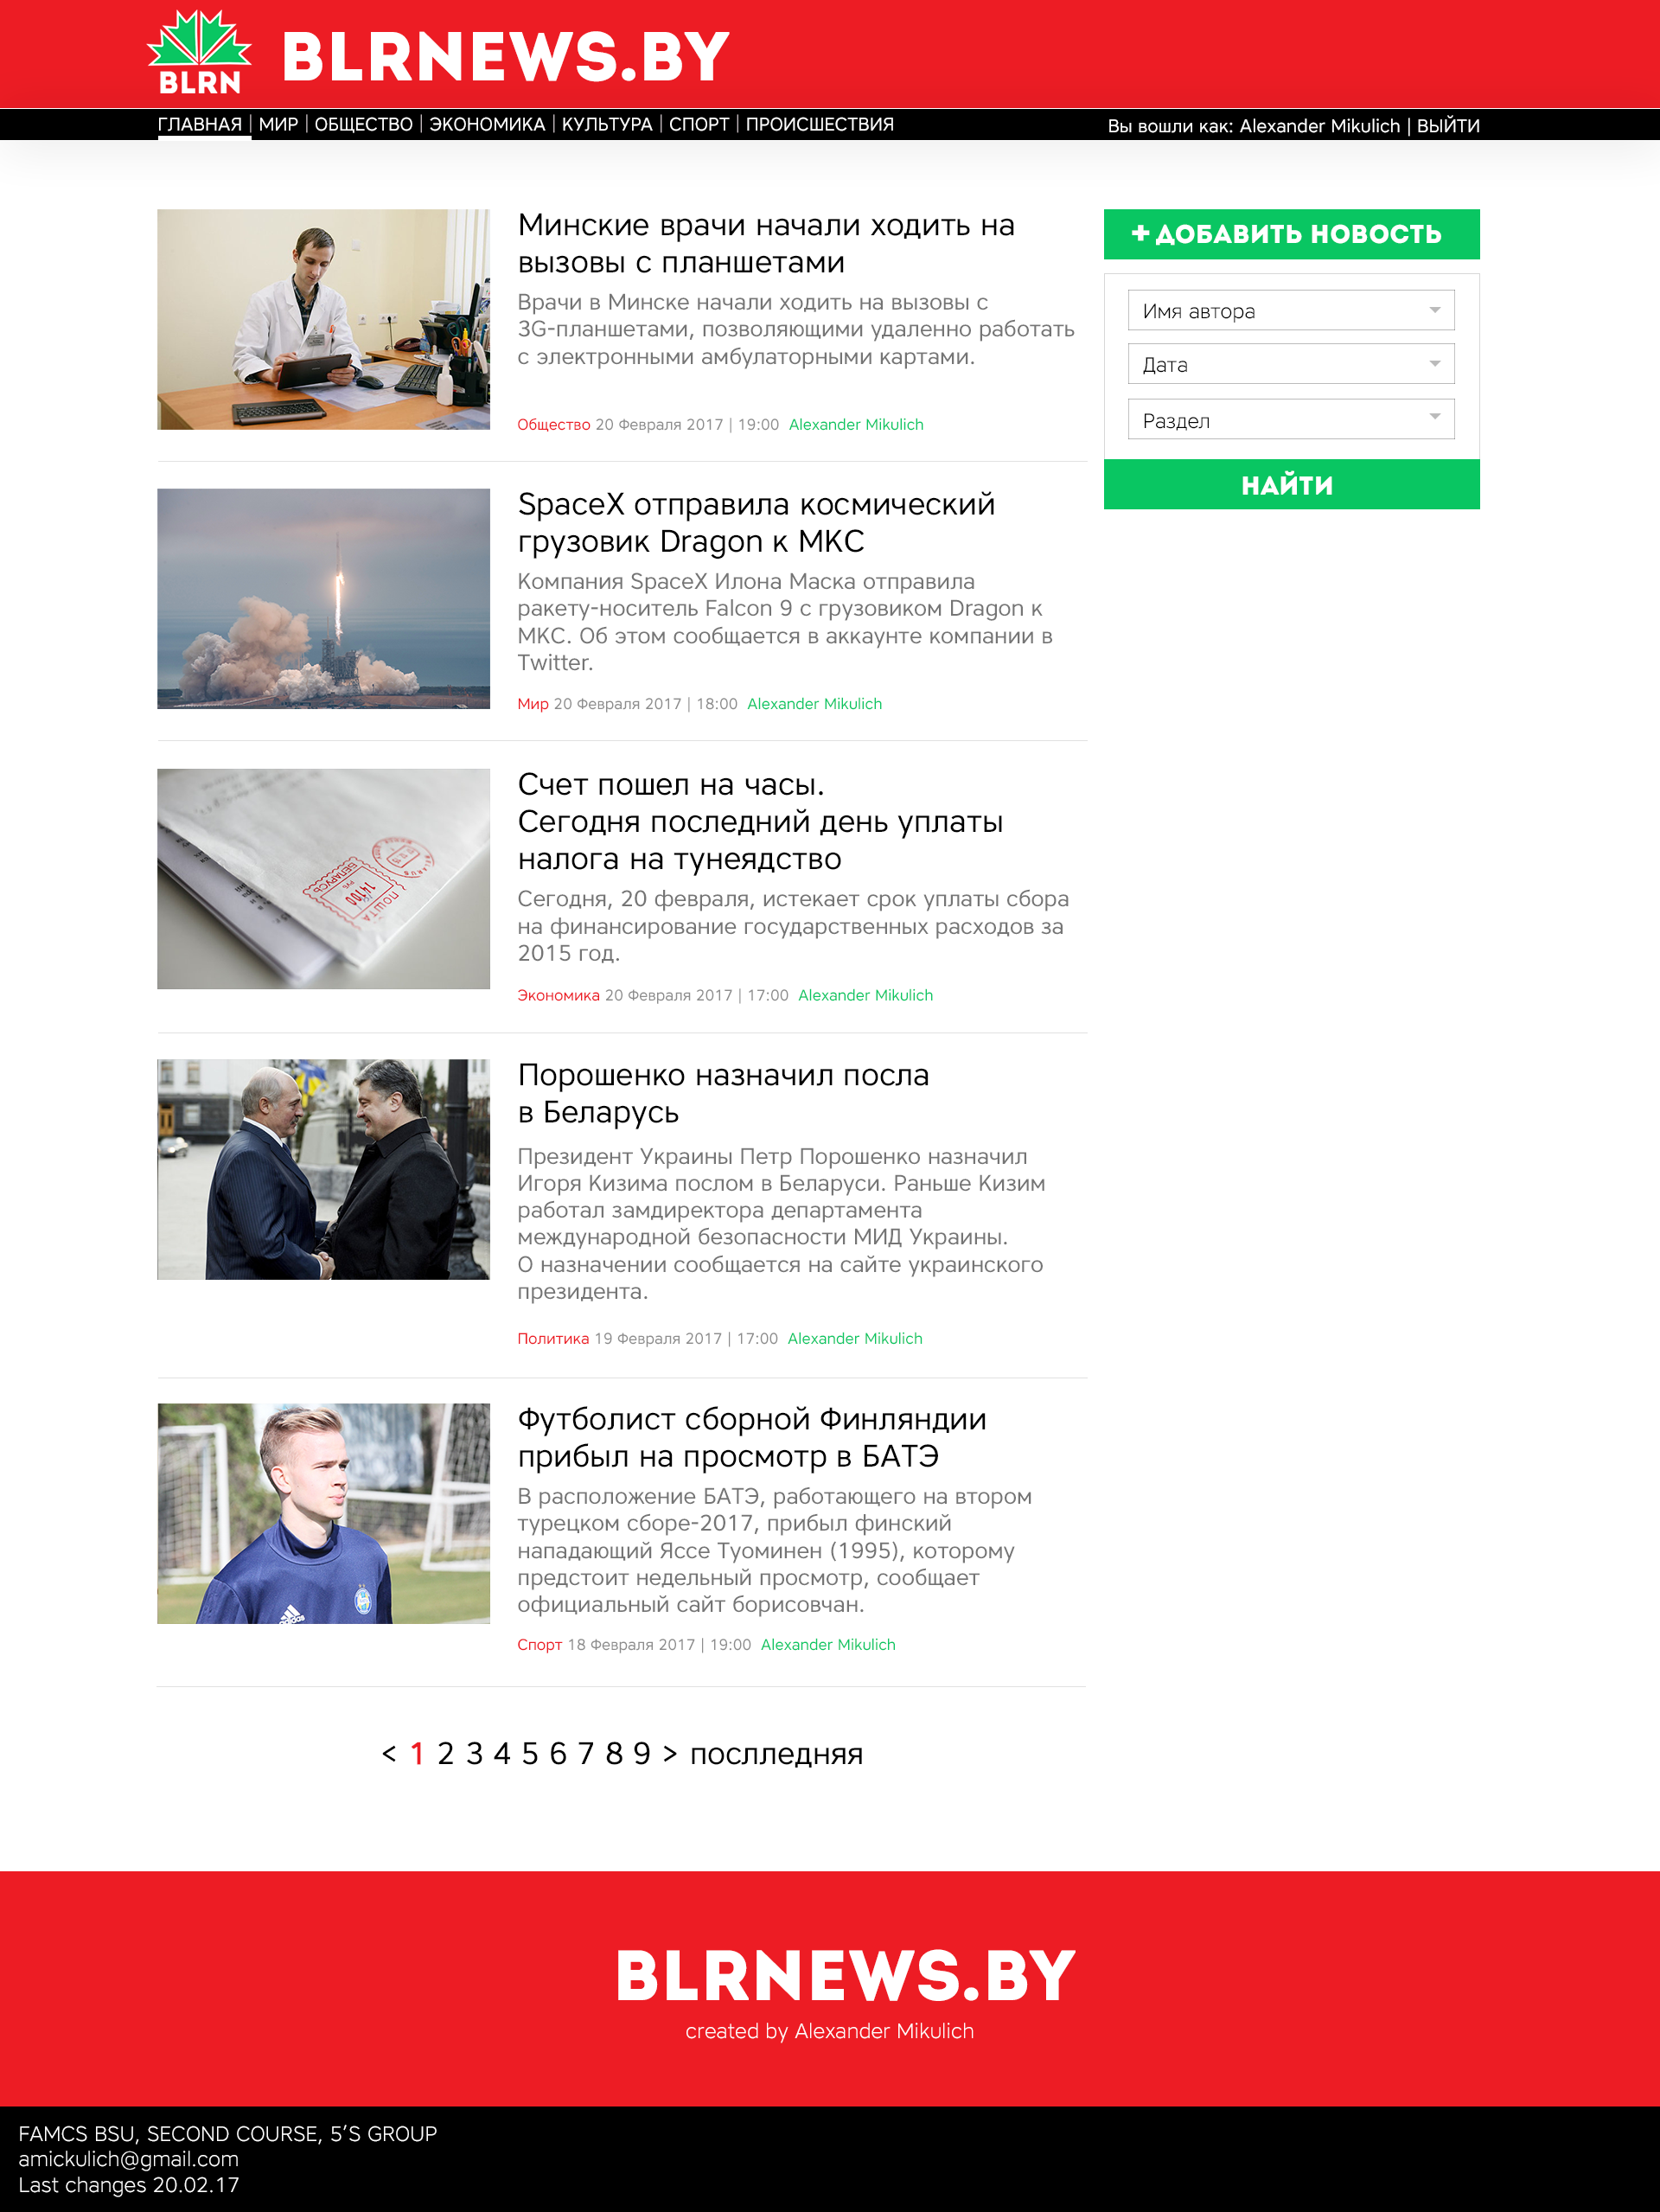 BLRN
BLRNEWS.BY
ГЛАВНАЯ | МИР | ОБЩЕСТВО | ЭКОНОМИКА | КУЛЬТУРА | СПОРТ | ПРОИСШЕСТВИЯ
Вы вошли как: Alexander Mikulich | ВЫЙТИ
Минские врачи начали ходить на
вызовы с планшетами
Врачи в Минске начали ходить на вызовы с
3G-планшетами, позволяющими удаленно работать
с электронными амбулаторными картами.
Общество 20 Февраля 2017 | 19:00 Alexander Mikulich
SpaceX отправила космический
грузовик Dragon к МКС
Компания SpaceX Илона Маска отправила
ракету-носитель Falcon 9 с грузовиком Dragon к
МКС. Об этом сообщается в аккаунте компании в
Twitter.
Мир 20 Февраля 2017 | 18:00 Alexander Mikulich
БЕЛАРУСЬ
РУБ
14100
ПОШТА
Счет пошел на часы.
Сегодня последний день уплаты
налога на тунеядство
Сегодня, 20 февраля, истекает срок уплаты сбора
на финансирование государственных расходов за
2015 год.
Экономика 20 Февраля 2017 | 17:00 Alexander Mikulich
Порошенко назначил посла
в Беларусь
Президент Украины Петр Порошенко назначил
Игоря Кизима послом в Беларуси. Раньше Кизим
работал замдиректора департамента
международной безопасности МИД Украины.
О назначении сообщается на сайте украинского
президента.
Политика 19 Февраля 2017 | 17:00 Alexander Mikulich
adidas
Футболист сборной Финляндии
прибыл на просмотр в БАТЭ
В расположение БАТЭ, работающего на втором
турецком сборе-2017, прибыл финский
нападающий Яссе Туоминен (1995), которому
предстоит недельный просмотр, сообщает
официальный сайт борисовчан.
Спорт 18 Февраля 2017 | 19:00 Alexander Mikulich
+ ДОБАВИТЬ НОВОСТЬ
Имя автора
Дата
Раздел
НАЙТИ
< 1 2 3 4 5 6 7 8 9 > послледняя
BLRNEWS.BY
created by Alexander Mikulich
FAMCS BSU, SECOND COURSE, 5’S GROUP
amickulich@gmail.com
Last changes 20.02.17